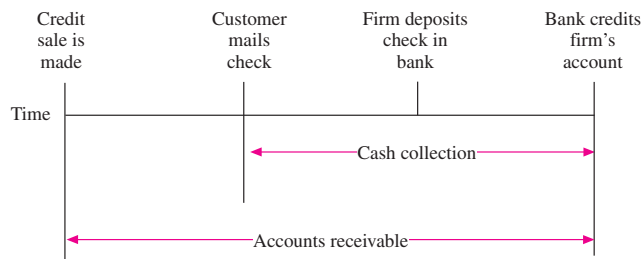 Credit
sale is
made
Customer
mails
check
Firm deposits
check in
bank
Bank credits
firm's
account
Time
Cash collection
Accounts receivable